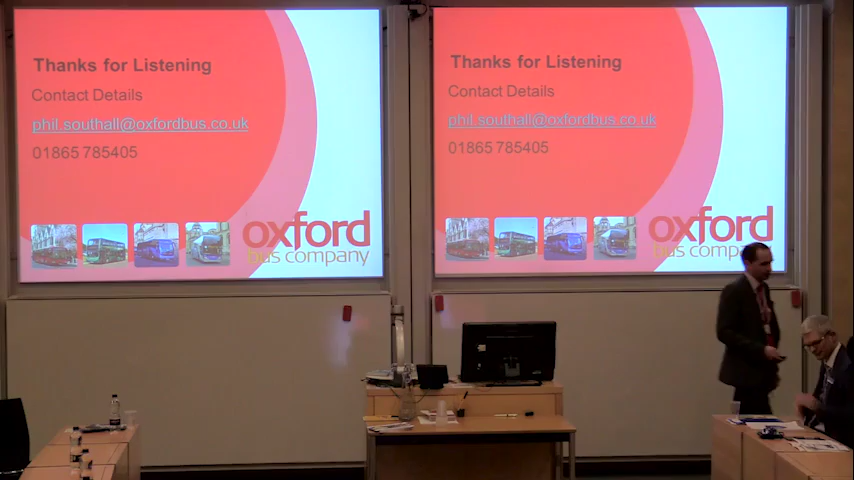 Thanks for Listening
Contact Details
phil.southall@oxfordbus.co.uk
01865 785405
oxford
bus company
Thanks for Listening
Contact Details
phil.southall@oxfordbus.co.uk
01865 785405
oxford
bus company